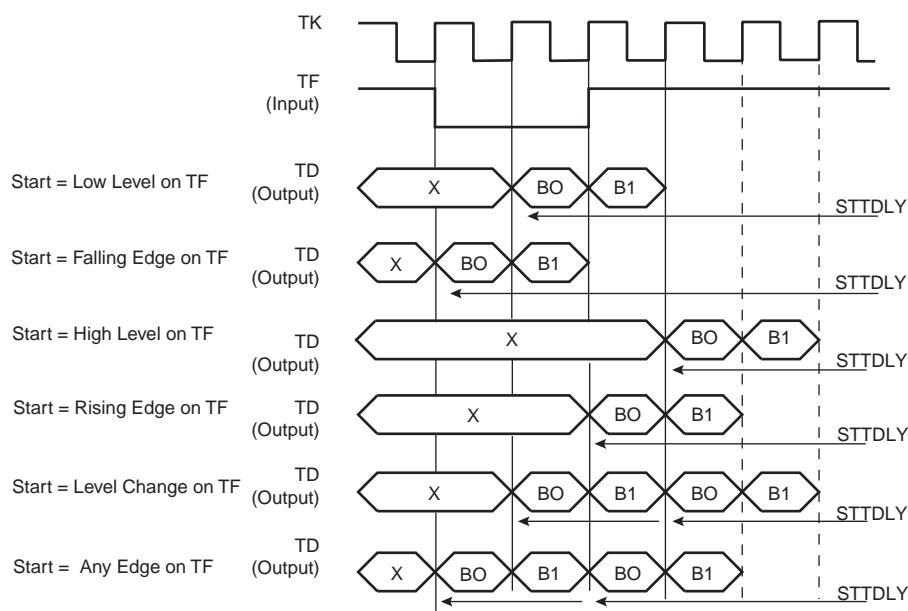 TK
TF
(Input)
Start = Low Level on TF
TD
(Output)
X
BO
B1
STTDLY
Start = Falling Edge on TF
TD
(Output)
X
BO
B1
STTDLY
Start = High Level on TF
TD
(Output)
X
BO
B1
STTDLY
Start = Rising Edge on TF
TD
(Output)
X
BO
B1
STTDLY
Start = Level Change on TF
TD
(Output)
X
BO
B1
BO
B1
STTDLY
Start = Any Edge on TF
TD
(Output)
X
BO
B1
BO
B1
STTDLY